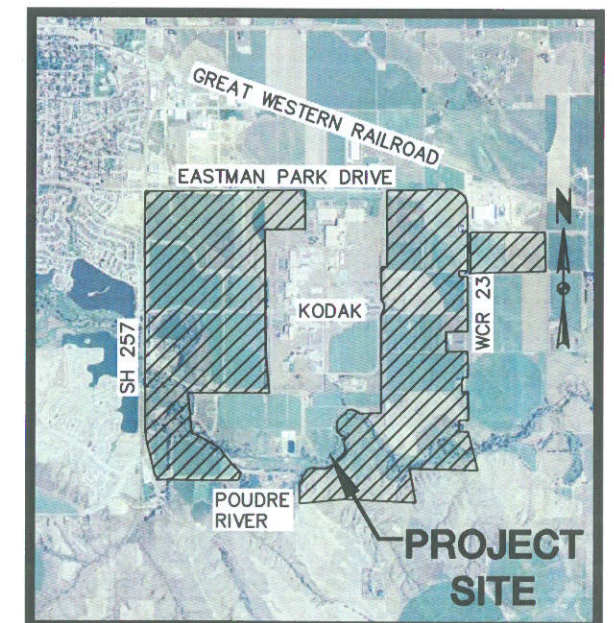 GREAT WESTERN RAILROAD
EASTMAN PARK DRIVE
N
KODAK
WCR 23
SH 257
POUDRE
RIVER
PROJECT
SITE